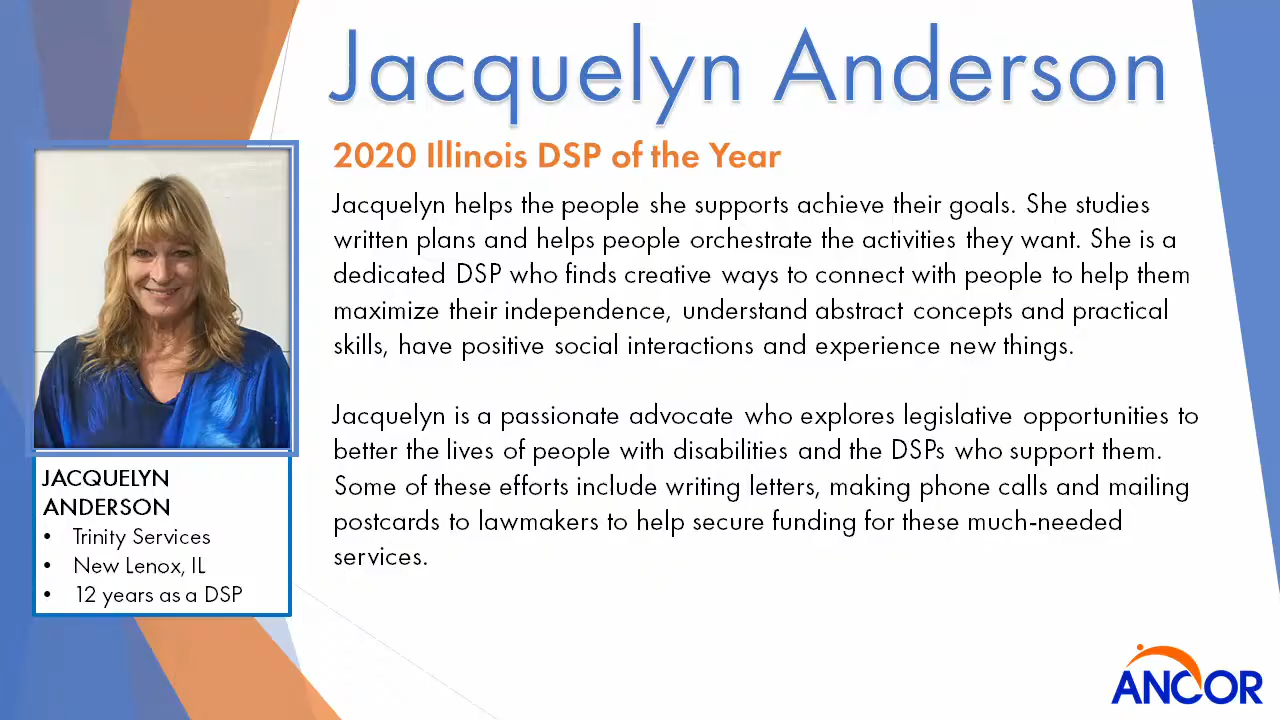 Jacquelyn Anderson
2020 Illinois DSP of the Year
Jacquelyn helps the people she supports achieve their goals. She studies
written plans and helps people orchestrate the activities they want. She is a
dedicated DSP who finds creative ways to connect with people to help them
maximize their independence, understand abstract concepts and practical
skills, have positive social interactions and experience new things.
Jacquelyn is a passionate advocate who explores legislative opportunities to
better the lives of people with disabilities and the DSPs who support them.
Some of these efforts include writing letters, making phone calls and mailing
postcards to lawmakers to help secure funding for these much-needed
services.
JACQUELYN
ANDERSON
• Trinity Services
• New Lenox, IL
• 12 years as a DSP
ANCOR